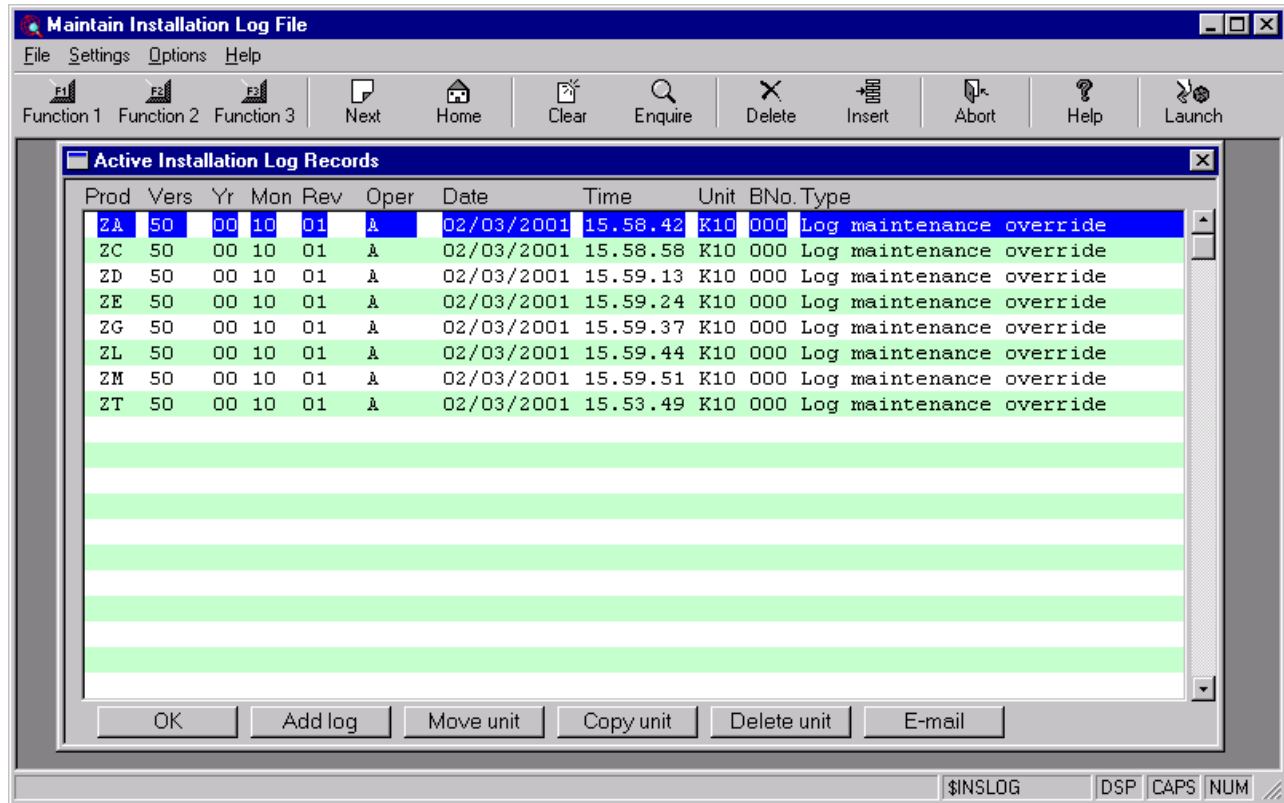 Maintain Installation Log File
File Settings Options Help
F1 F2 F3
Function 1 Function 2 Function 3 Next Home Clear Enquire Delete Insert Abort Help Launch
Active Installation Log Records
Prod Vers Yr Mon Rev Oper Date Time Unit BNo. Type
ZA 50 00 10 01 A 02/03/2001 15.58.42 K10 000 Log maintenance override
ZC 50 00 10 01 A 02/03/2001 15.58.58 K10 000 Log maintenance override
ZD 50 00 10 01 A 02/03/2001 15.59.13 K10 000 Log maintenance override
ZE 50 00 10 01 A 02/03/2001 15.59.24 K10 000 Log maintenance override
ZG 50 00 10 01 A 02/03/2001 15.59.37 K10 000 Log maintenance override
ZL 50 00 10 01 A 02/03/2001 15.59.44 K10 000 Log maintenance override
ZM 50 00 10 01 A 02/03/2001 15.59.51 K10 000 Log maintenance override
ZT 50 00 10 01 A 02/03/2001 15.53.49 K10 000 Log maintenance override
OK Add log Move unit Copy unit Delete unit E-mail
$INSLOG DSP CAPS NUM